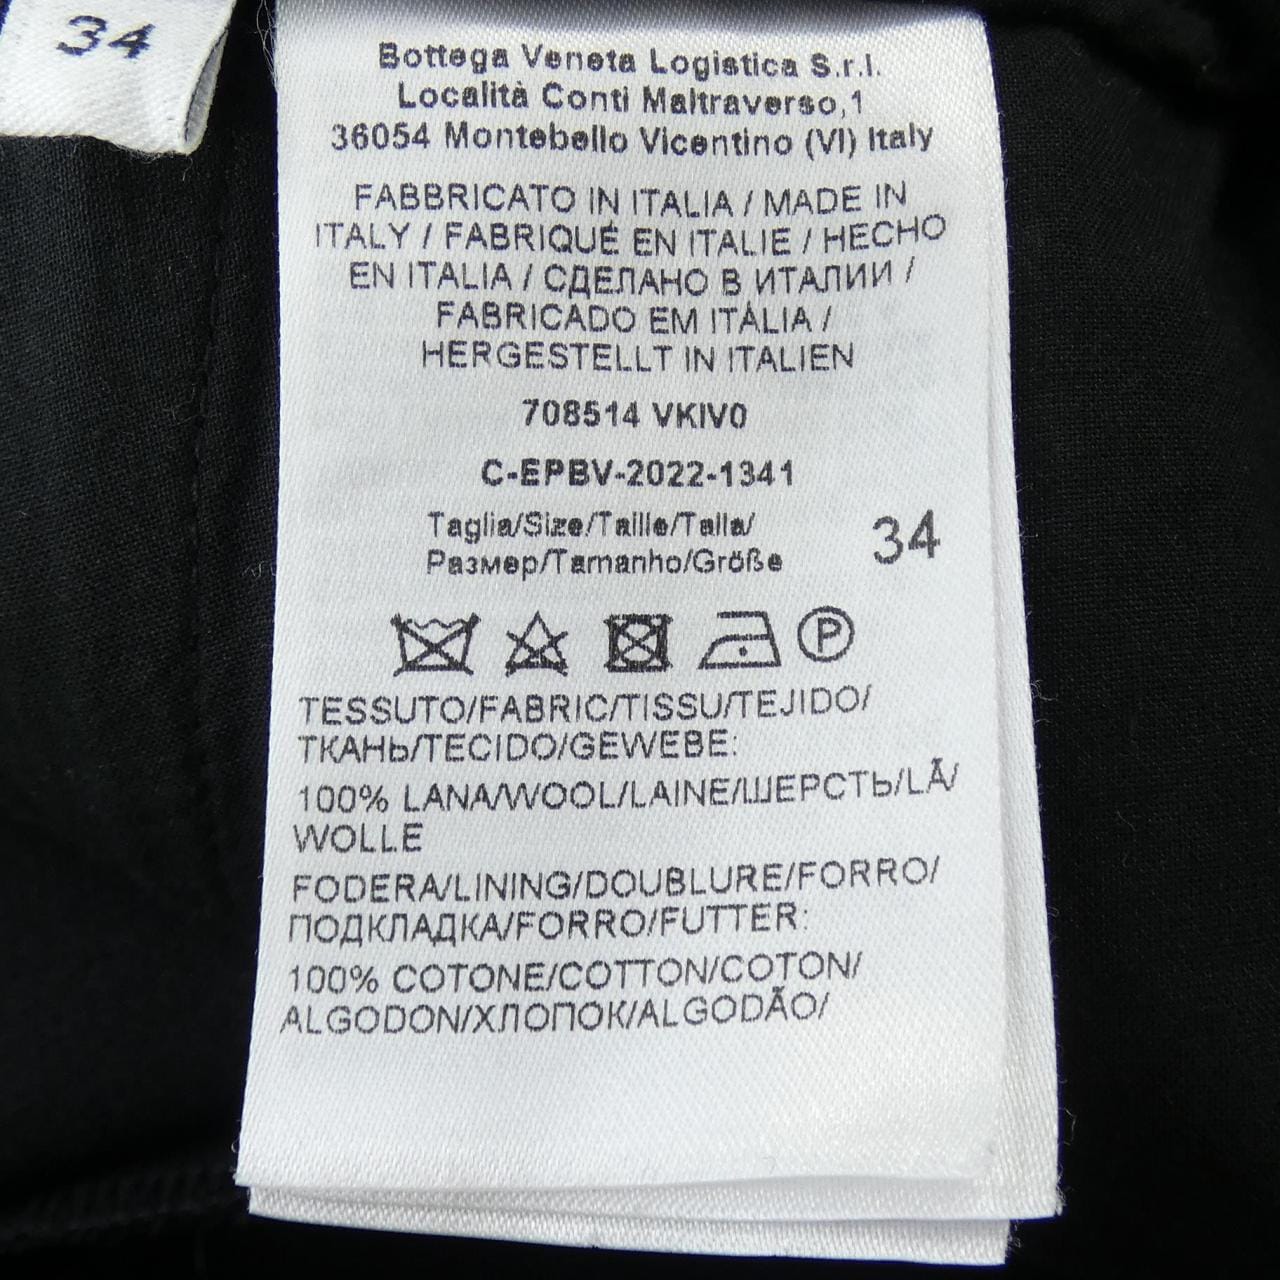 34
Bottega Veneta Logistica S.r.l.
Località Conti Maltraverso,1
36054 Montebello Vicentino (VI) Italy
FABBRICATO IN ITALIA / MADE IN
ITALY / FABRIQUÉ EN ITALIE / HECHO
EN ITALIA / СДЕЛАНО В ИТАЛИИ /
FABRICADO EM ITÁLIA /
HERGESTELLT IN ITALIEN
708514 VKIV0
C-EPBV-2022-1341
Taglia/Size/Taille/Talla/
Размер/Tamanho/Größe
34
P
TESSUTO/FABRIC/TISSU/TEJIDO/
ТКАНЬ/TECIDO/GEWEBE:
100% LANA/WOOL/LAINE/ШЕРСТЬ/LÃ/
WOLLE
FODERA/LINING/DOUBLURE/FORRO/
ПОДКЛАДКА/FORRO/FUTTER:
100% COTONE/COTTON/COTON/
ALGODON/ХЛОПОК/ALGODÃO/